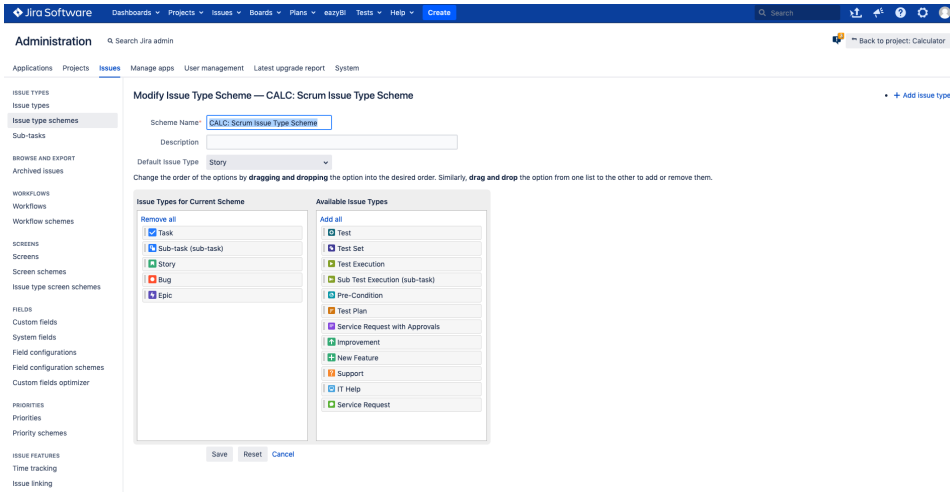 Jira Software Dashboards Projects Issues Boards Plans eazyBI Tests Help Create Search
Administration Search Jira admin Back to project: Calculator
Applications Projects Issues Manage apps User management Latest upgrade report System
ISSUE TYPES
Issue types
Issue type schemes
Sub-tasks
BROWSE AND EXPORT
Archived issues
WORKFLOWS
Workflows
Workflow schemes
SCREENS
Screens
Screen schemes
Issue type screen schemes
FIELDS
Custom fields
System fields
Field configurations
Field configuration schemes
Custom fields optimizer
PRIORITIES
Priorities
Priority schemes
ISSUE FEATURES
Time tracking
Issue linking
Modify Issue Type Scheme — CALC: Scrum Issue Type Scheme
+ Add issue type
Scheme Name* CALC: Scrum Issue Type Scheme
Description
Default Issue Type Story
Change the order of the options by dragging and dropping the option into the desired order. Similarly, drag and drop the option from one list to the other to add or remove them.
Issue Types for Current Scheme
Remove all
Task
Sub-task (sub-task)
Story
Bug
Epic
Available Issue Types
Add all
Test
Test Set
Test Execution
Sub Test Execution (sub-task)
Pre-Condition
Test Plan
Service Request with Approvals
Improvement
New Feature
Support
IT Help
Service Request
Save Reset Cancel